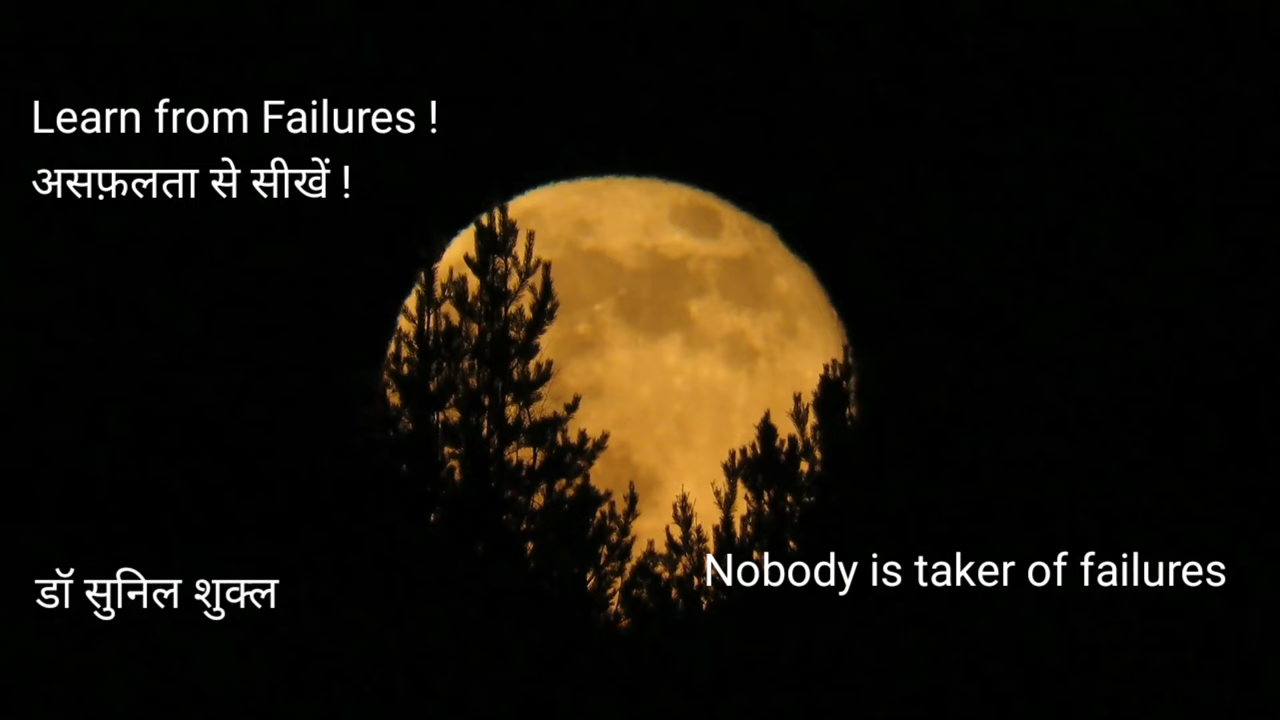 Learn from Failures !
असफ़लता से सीखें !
Nobody is taker of failures
डॉ सुनिल शुक्ल